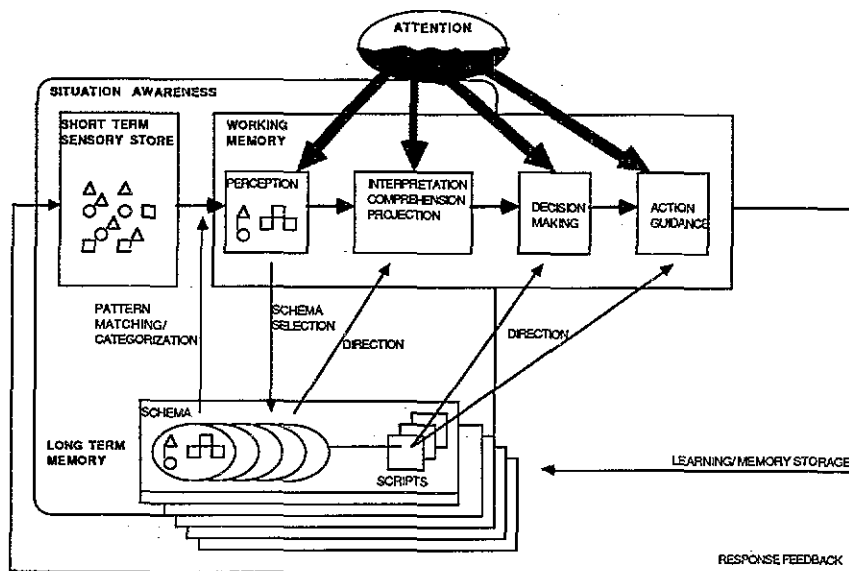 ATTENTION
SITUATION AWARENESS
SHORT TERM
SENSORY STORE
WORKING
MEMORY
PERCEPTION
INTERPRETATION
COMPREHENSION
PROJECTION
DECISION
MAKING
ACTION
GUIDANCE
PATTERN
MATCHING/
CATEGORIZATION
SCHEMA
SELECTION
DIRECTION
DIRECTION
SCHEMA
LONG TERM
MEMORY
SCRIPTS
LEARNING/MEMORY STORAGE
RESPONSE FEEDBACK